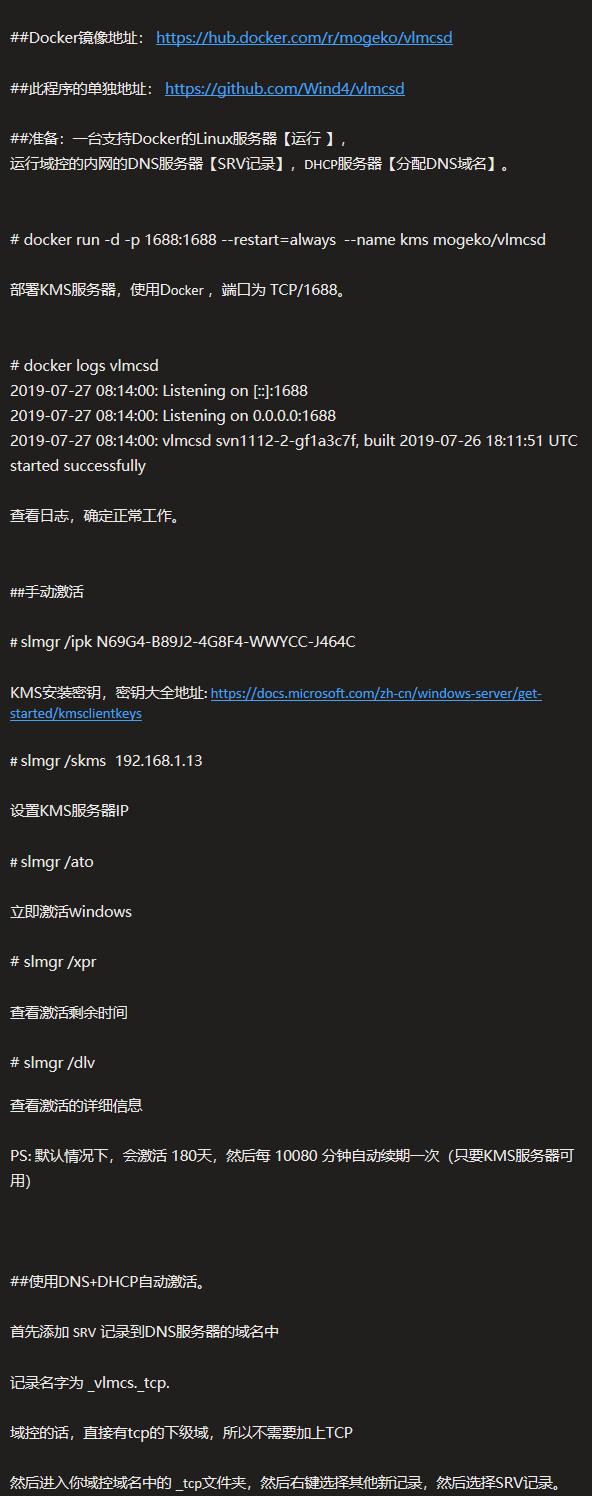 ##Docker镜像地址： https://hub.docker.com/r/mogeko/vlmcsd
##此程序的单独地址： https://github.com/Wind4/vlmcsd
##准备：一台支持Docker的Linux服务器【运行 】，
运行域控的内网的DNS服务器【SRV记录】，DHCP服务器【分配DNS域名】。
# docker run -d -p 1688:1688 --restart=always  --name kms mogeko/vlmcsd
部署KMS服务器，使用Docker ，端口为 TCP/1688。
# docker logs vlmcsd
2019-07-27 08:14:00: Listening on [::]:1688
2019-07-27 08:14:00: Listening on 0.0.0.0:1688
2019-07-27 08:14:00: vlmcsd svn1112-2-gf1a3c7f, built 2019-07-26 18:11:51 UTC
started successfully
查看日志，确定正常工作。
##手动激活
# slmgr /ipk N69G4-B89J2-4G8F4-WWYCC-J464C
KMS安装密钥，密钥大全地址: https://docs.microsoft.com/zh-cn/windows-server/get-
started/kmsclientkeys
# slmgr /skms  192.168.1.13
设置KMS服务器IP
# slmgr /ato
立即激活windows
# slmgr /xpr
查看激活剩余时间
# slmgr /dlv
查看激活的详细信息
PS: 默认情况下，会激活 180天，然后每 10080 分钟自动续期一次（只要KMS服务器可
用)
##使用DNS+DHCP自动激活。
首先添加 SRV 记录到DNS服务器的域名中
记录名字为 _vlmcs._tcp.
域控的话，直接有tcp的下级域，所以不需要加上TCP
然后进入你域控域名中的 _tcp文件夹，然后右键选择其他新记录，然后选择SRV记录。